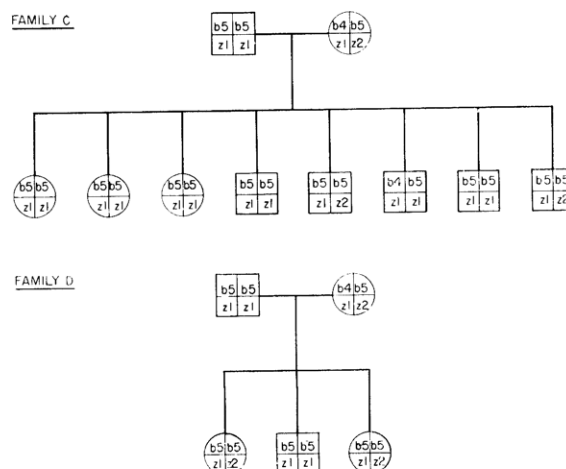 FAMILY C
b5 b5 b4 b5
z1 z1 z1 z2
b5 b5 b5 b5 b5 b5 b5 b5 b5 b5 b4 b5 b5 b5 b5 b5
z1 z1 z1 z1 z1 z1 z1 z1 z1 z2 z1 z1 z1 z1 z1 z2
FAMILY D
b5 b5 b4 b5
z1 z1 z1 z2
b5 b5 b5 b5 b5 b5
z1 z2 z1 z1 z1 z2